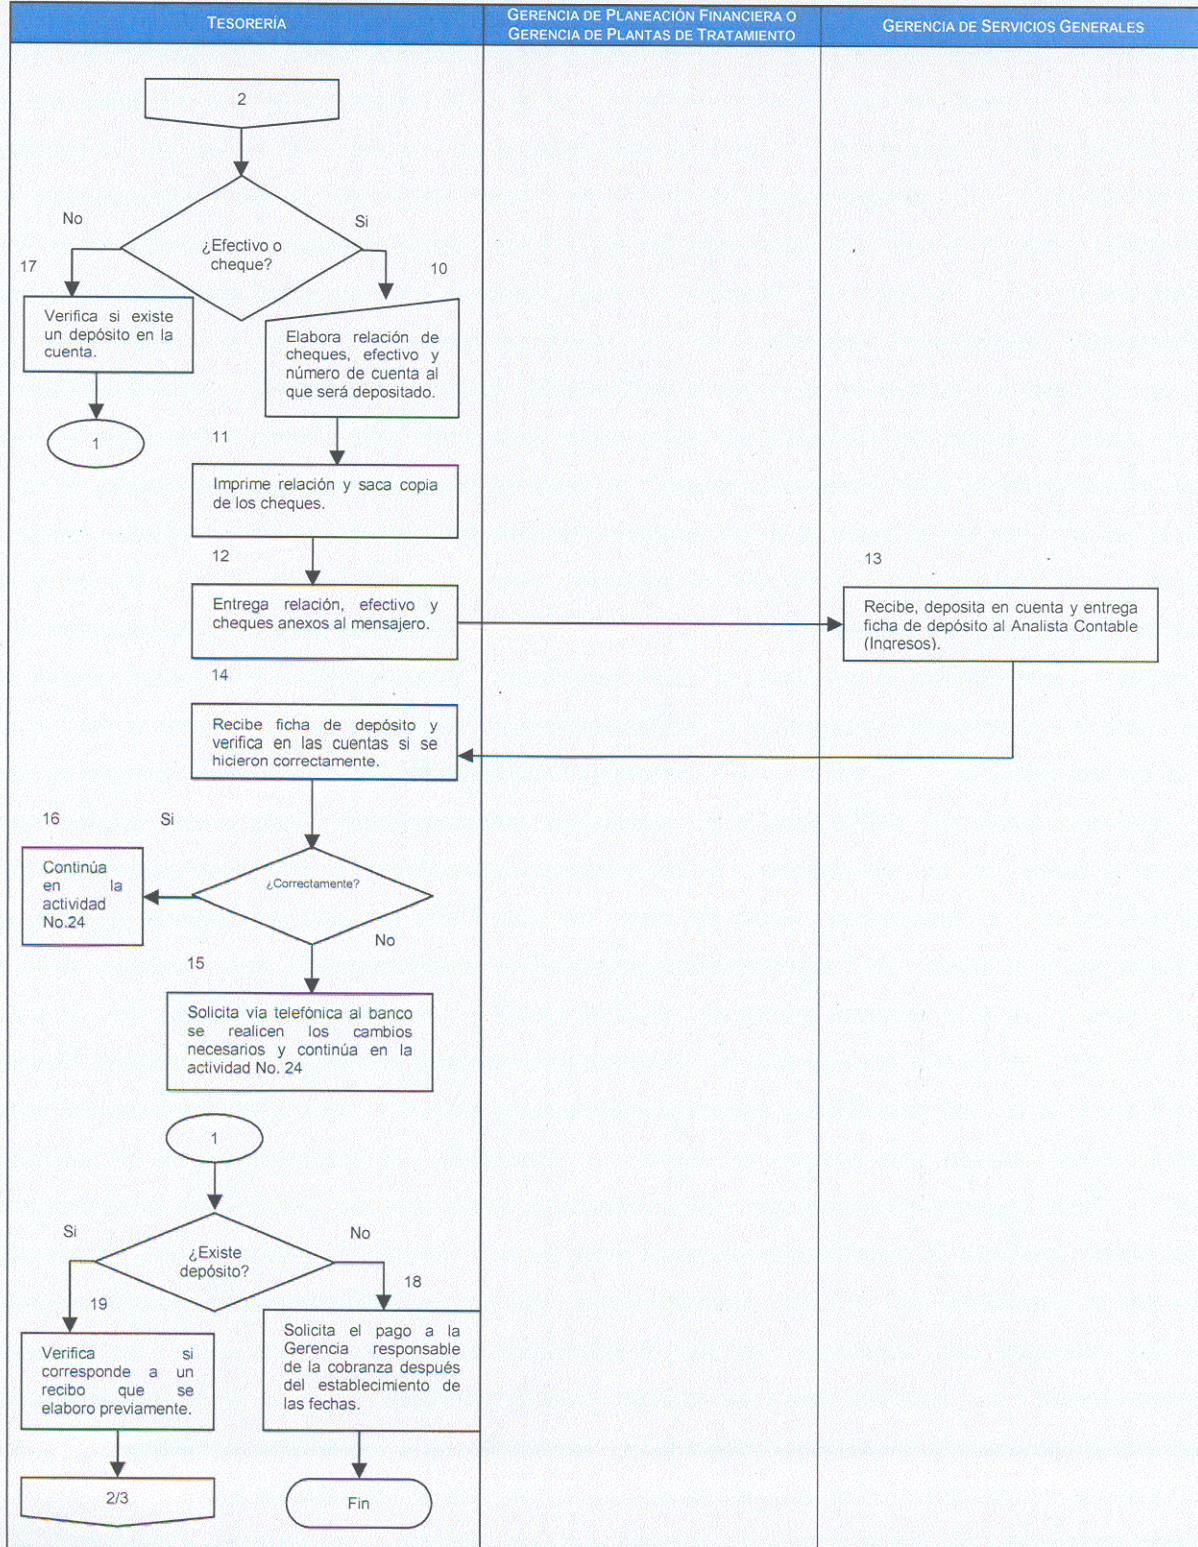 TESORERÍA
GERENCIA DE PLANEACIÓN FINANCIERA O
GERENCIA DE PLANTAS DE TRATAMIENTO
GERENCIA DE SERVICIOS GENERALES
2
¿Efectivo o
cheque?
No
Si
17
10
Verifica si existe
un depósito en la
cuenta.
Elabora relación de
cheques, efectivo y
número de cuenta al
que será depositado.
1
11
Imprime relación y saca copia
de los cheques.
12
Entrega relación, efectivo y
cheques anexos al mensajero.
13
Recibe, deposita en cuenta y entrega
ficha de depósito al Analista Contable
(Ingresos).
14
Recibe ficha de depósito y
verifica en las cuentas si se
hicieron correctamente.
16
Si
Continúa
en la
actividad
No.24
¿Correctamente?
No
15
Solicita vía telefónica al banco
se realicen los cambios
necesarios y continúa en la
actividad No. 24
1
Si
No
¿Existe
depósito?
19
18
Verifica si
corresponde a un
recibo que se
elaboro previamente.
Solicita el pago a la
Gerencia responsable
de la cobranza después
del establecimiento de
las fechas.
2/3
Fin